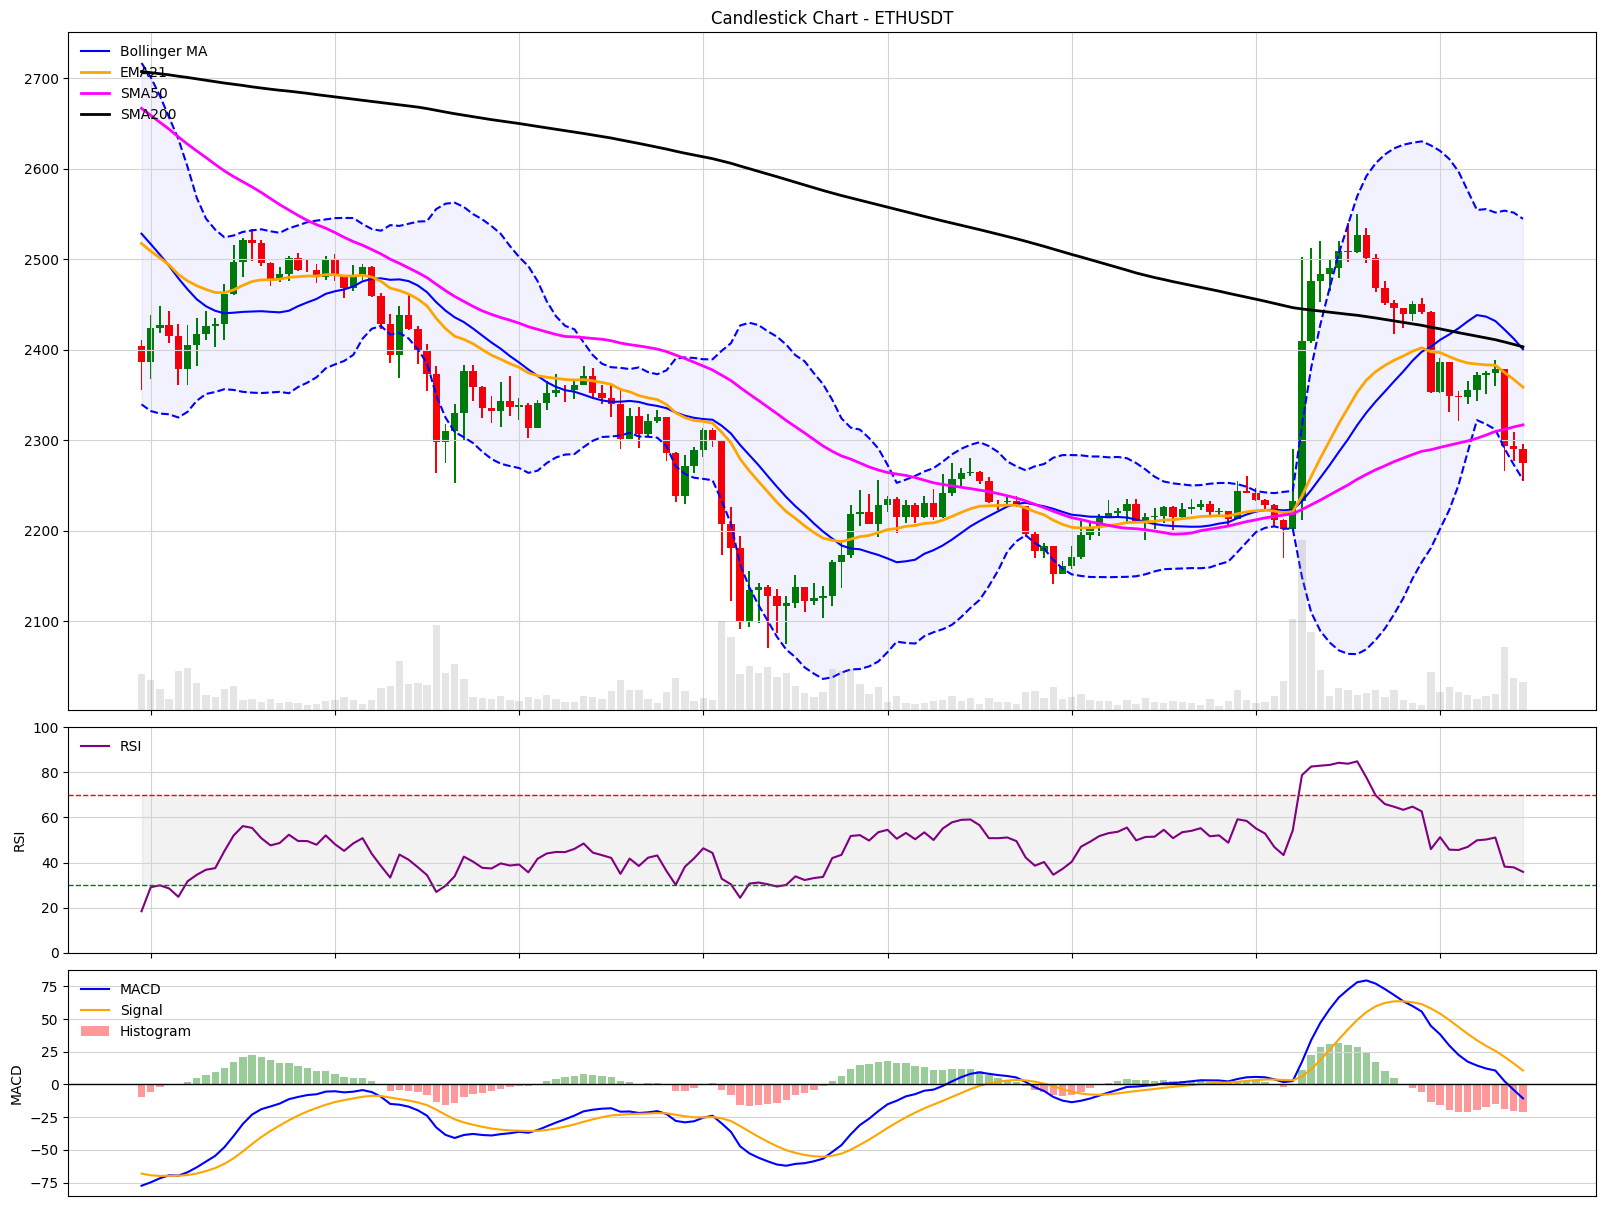 Candlestick Chart - ETHUSDT
Bollinger MA
EMA21
SMA50
SMA200
2700
2600
2500
2400
2300
2200
2100
RSI
100
80
60
40
20
0
RSI
MACD
Signal
Histogram
75
50
25
0
−25
−50
−75
MACD